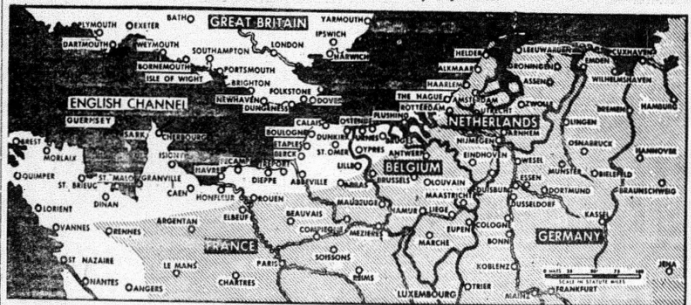 PLYMOUTH
EXETER
BATH
GREAT BRITAIN
YARMOUTH
IPSWICH
HARWICH
LONDON
DARTMOUTH
WEYMOUTH
SOUTHAMPTON
BORNEMOUTH
PORTSMOUTH
ISLE OF WIGHT
BRIGHTON
FOLKSTONE
NEWHAVEN
DUNGENESS
DOVER
ENGLISH CHANNEL
GUERNSEY
SARK
CHERBOURG
HELDER
LEEUWARDEN
CUXHAVEN
ALKMAAR
GRONINGEN
EMDEN
WILHELMSHAVEN
HAARLEM
ASSEN
THE HAGUE
AMSTERDAM
BREMEN
HAMBURG
ROTTERDAM
UTRECHT
ZWOLLE
NETHERLANDS
LINGEN
ARNHEM
CALAIS
OSTEND
FLUSHING
BOULOGNE
DUNKIRK
NIJMEGEN
OSNABRUCK
HANNOVER
ETAPLES
ST. OMER
YPRES
ANTWERP
EINDHOVEN
WESEL
BERCK
LILLE
BELGIUM
MUNSTER
BIELEFELD
BREST
MORLAIX
ISIGNY
FECAMP
HAVRE
DIEPPE
ABBEVILLE
ARRAS
BRUSSELS
LOUVAIN
ESSEN
DUISBURG
DORTMUND
BRAUNSCHWEIG
QUIMPER
ST. BRIEUG
ST MALO
GRANVILLE
CAEN
HONFLEUR
ROUEN
MAASTRICHT
DUSSELDORF
DINAN
ELBEUF
BEAUVAIS
MAUBUGE
NAMUR
LIEGE
COLOGNE
KASSEL
LORIENT
VANNES
RENNES
ARGENTAN
FRANCE
COMPIEGNE
MEZIERES
MARCHE
EUPEN
BONN
GERMANY
ST NAZAIRE
LE MANS
PARIS
SOISSONS
REIMS
KOBLENZ
JENA
NANTES
ANGERS
CHARTRES
LUXEMBOURG
TRIER
MAINZ
FRANKFURT
SCALE IN STATUTE MILES